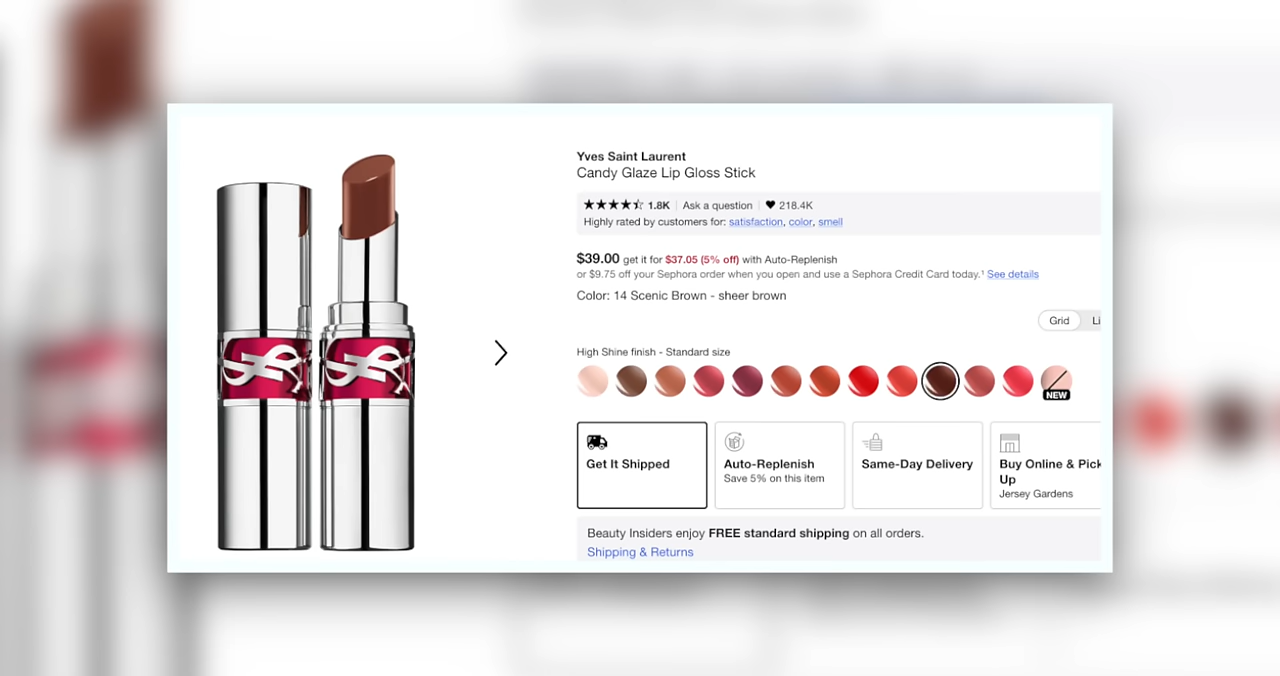 Yves Saint Laurent
Candy Glaze Lip Gloss Stick
1.8K Ask a question 218.4K
Highly rated by customers for: satisfaction, color, smell
$39.00 get it for $37.05 (5% off) with Auto-Replenish
or $9.75 off your Sephora order when you open and use a Sephora Credit Card today.¹ See details
Color: 14 Scenic Brown - sheer brown
Grid Li
High Shine finish - Standard size
NEW
Get It Shipped
Auto-Replenish
Save 5% on this item
Same-Day Delivery
Buy Online & Pick
Up
Jersey Gardens
Beauty Insiders enjoy FREE standard shipping on all orders.
Shipping & Returns